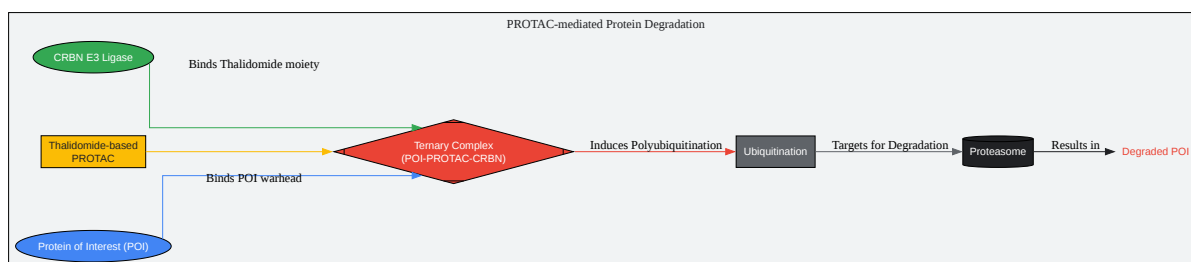 PROTAC-mediated Protein Degradation
CRBN E3 Ligase
Binds Thalidomide moiety
Thalidomide-based
PROTAC
Ternary Complex
(POI-PROTAC-CRBN)
Induces Polyubiquitination
Ubiquitination
Targets for Degradation
Proteasome
Results in
Degraded POI
Binds POI warhead
Protein of Interest (POI)